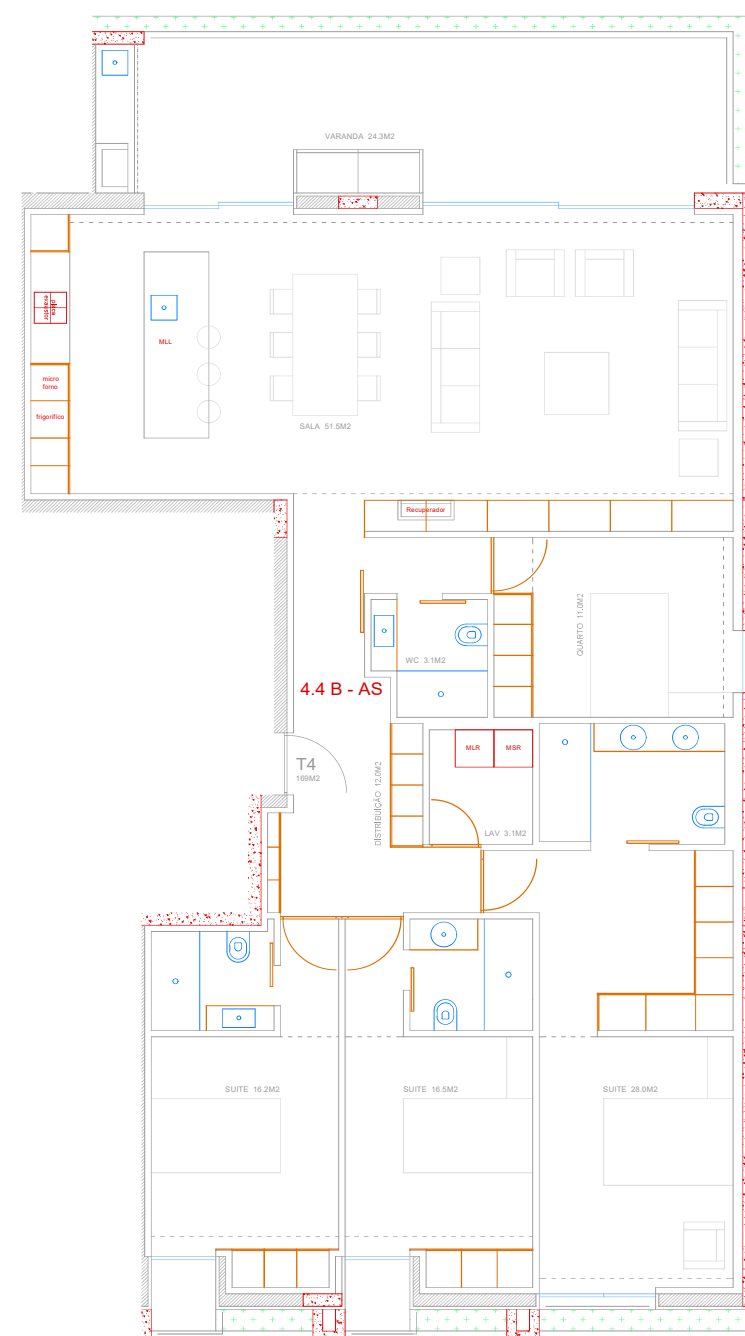 VARANDA 24.3M2
placa
exaustor
MLL
micro
forno
frigorífico
SALA 51.5M2
Recuperador
QUARTO 11.0M2
WC 3.1M2
4.4 B - AS
T4
169M2
DISTRIBUIÇÃO 12.0M2
MLR
MSR
LAV 3.1M2
SUITE 16.2M2
SUITE 16.5M2
SUITE 28.0M2